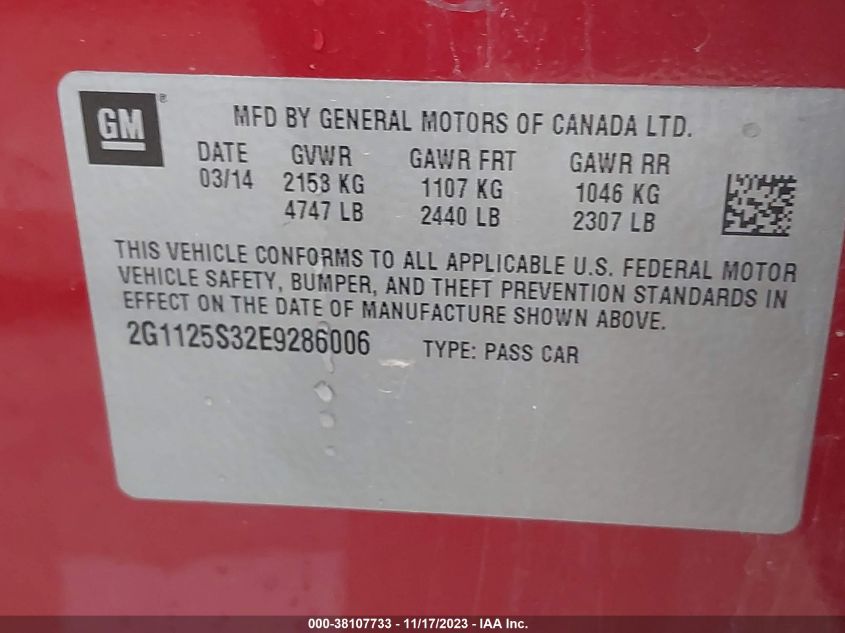 GM ®
MFD BY GENERAL MOTORS OF CANADA LTD.
DATE GVWR GAWR FRT GAWR RR
03/14 2153 KG 1107 KG 1046 KG
4747 LB 2440 LB 2307 LB
THIS VEHICLE CONFORMS TO ALL APPLICABLE U.S. FEDERAL MOTOR
VEHICLE SAFETY, BUMPER, AND THEFT PREVENTION STANDARDS IN
EFFECT ON THE DATE OF MANUFACTURE SHOWN ABOVE.
2G1125S32E9286006 TYPE: PASS CAR
000-38107733 - 11/17/2023 - IAA Inc.